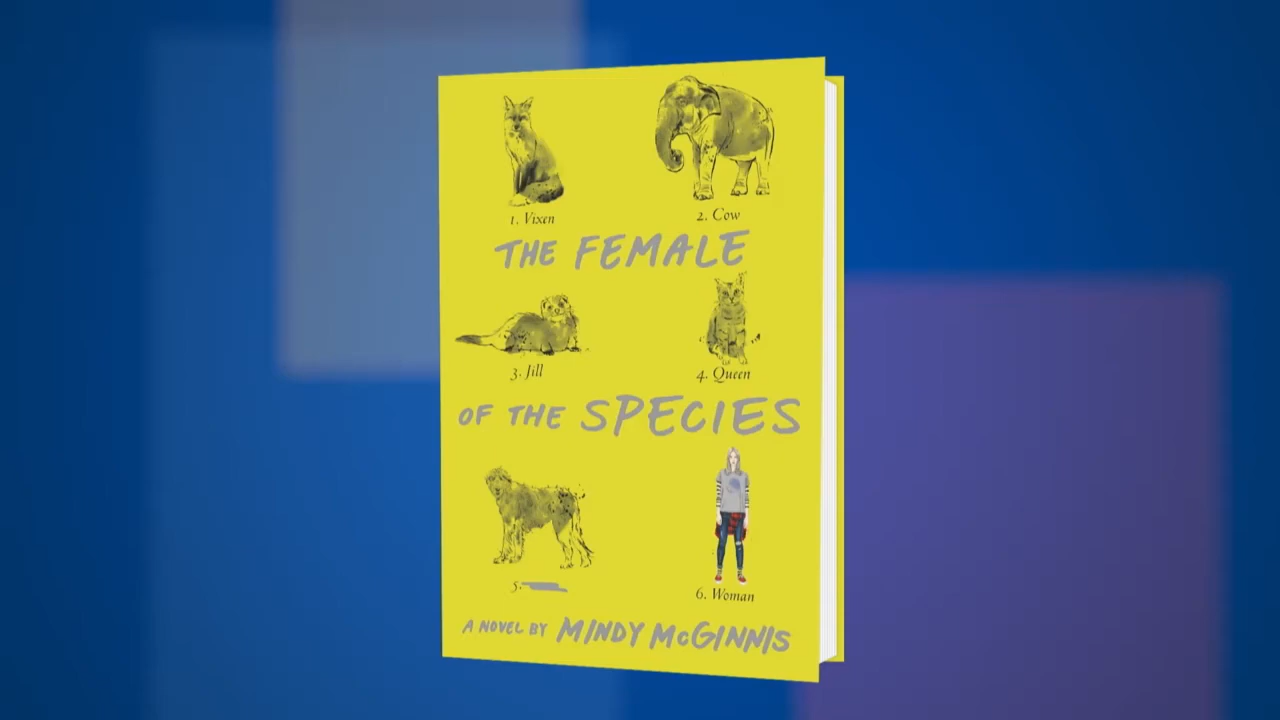 1. Vixen
2. Cow
THE FEMALE
3. Jill
4. Queen
OF THE SPECIES
5.
6. Woman
A NOVEL BY MINDY McGINNIS